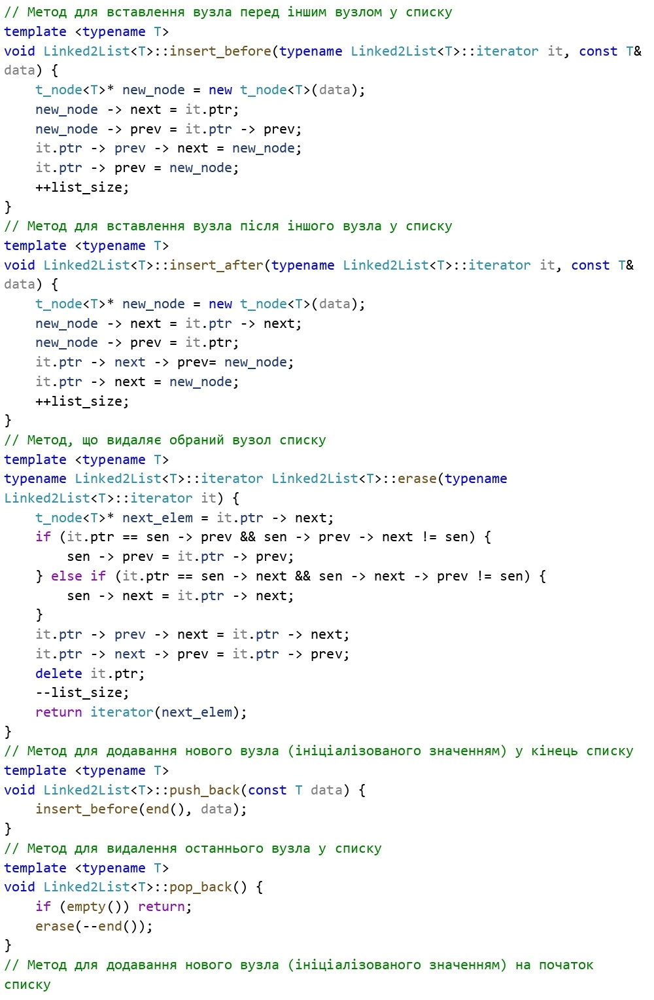 // Метод для вставлення вузла перед іншим вузлом у списку
template <typename T>
void Linked2List<T>::insert_before(typename Linked2List<T>::iterator it, const T&
data) {
    t_node<T>* new_node = new t_node<T>(data);
    new_node -> next = it.ptr;
    new_node -> prev = it.ptr -> prev;
    it.ptr -> prev -> next = new_node;
    it.ptr -> prev = new_node;
    ++list_size;
}
// Метод для вставлення вузла після іншого вузла у списку
template <typename T>
void Linked2List<T>::insert_after(typename Linked2List<T>::iterator it, const T&
data) {
    t_node<T>* new_node = new t_node<T>(data);
    new_node -> next = it.ptr -> next;
    new_node -> prev = it.ptr;
    it.ptr -> next -> prev= new_node;
    it.ptr -> next = new_node;
    ++list_size;
}
// Метод, що видаляє обраний вузол списку
template <typename T>
typename Linked2List<T>::iterator Linked2List<T>::erase(typename
Linked2List<T>::iterator it) {
    t_node<T>* next_elem = it.ptr -> next;
    if (it.ptr == sen -> prev && sen -> prev -> next != sen) {
        sen -> prev = it.ptr -> prev;
    } else if (it.ptr == sen -> next && sen -> next -> prev != sen) {
        sen -> next = it.ptr -> next;
    }
    it.ptr -> prev -> next = it.ptr -> next;
    it.ptr -> next -> prev = it.ptr -> prev;
    delete it.ptr;
    --list_size;
    return iterator(next_elem);
}
// Метод для додавання нового вузла (ініціалізованого значенням) у кінець списку
template <typename T>
void Linked2List<T>::push_back(const T data) {
    insert_before(end(), data);
}
// Метод для видалення останнього вузла у списку
template <typename T>
void Linked2List<T>::pop_back() {
    if (empty()) return;
    erase(--end());
}
// Метод для додавання нового вузла (ініціалізованого значенням) на початок
списку